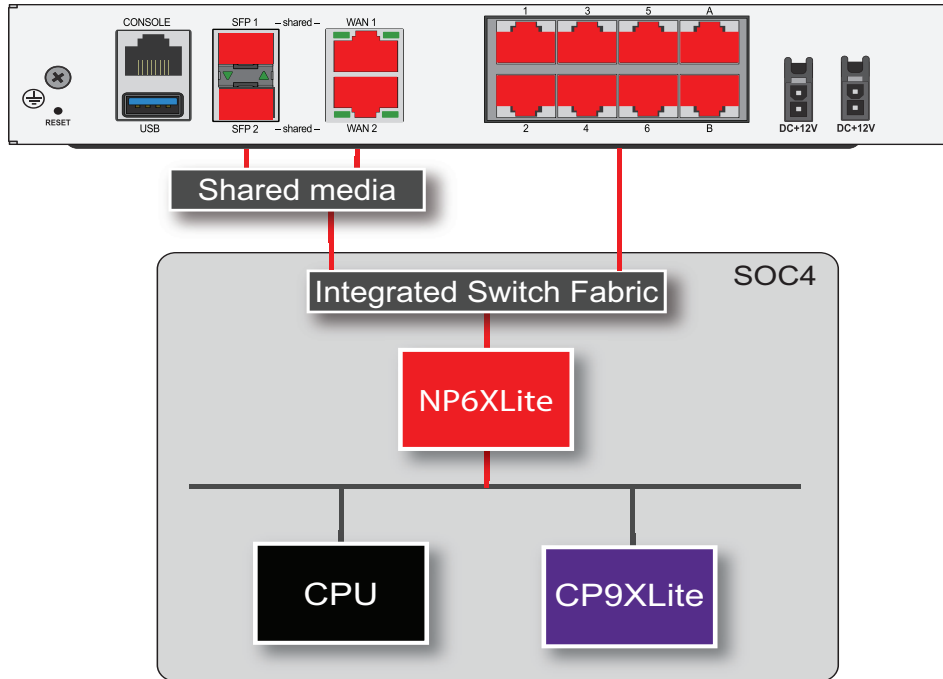 CONSOLE
SFP 1
shared
WAN 1
1
3
5
A
RESET
USB
SFP 2
shared
WAN 2
2
4
6
B
DC+12V
DC+12V
Shared media
SOC4
Integrated Switch Fabric
NP6XLite
CPU
CP9XLite